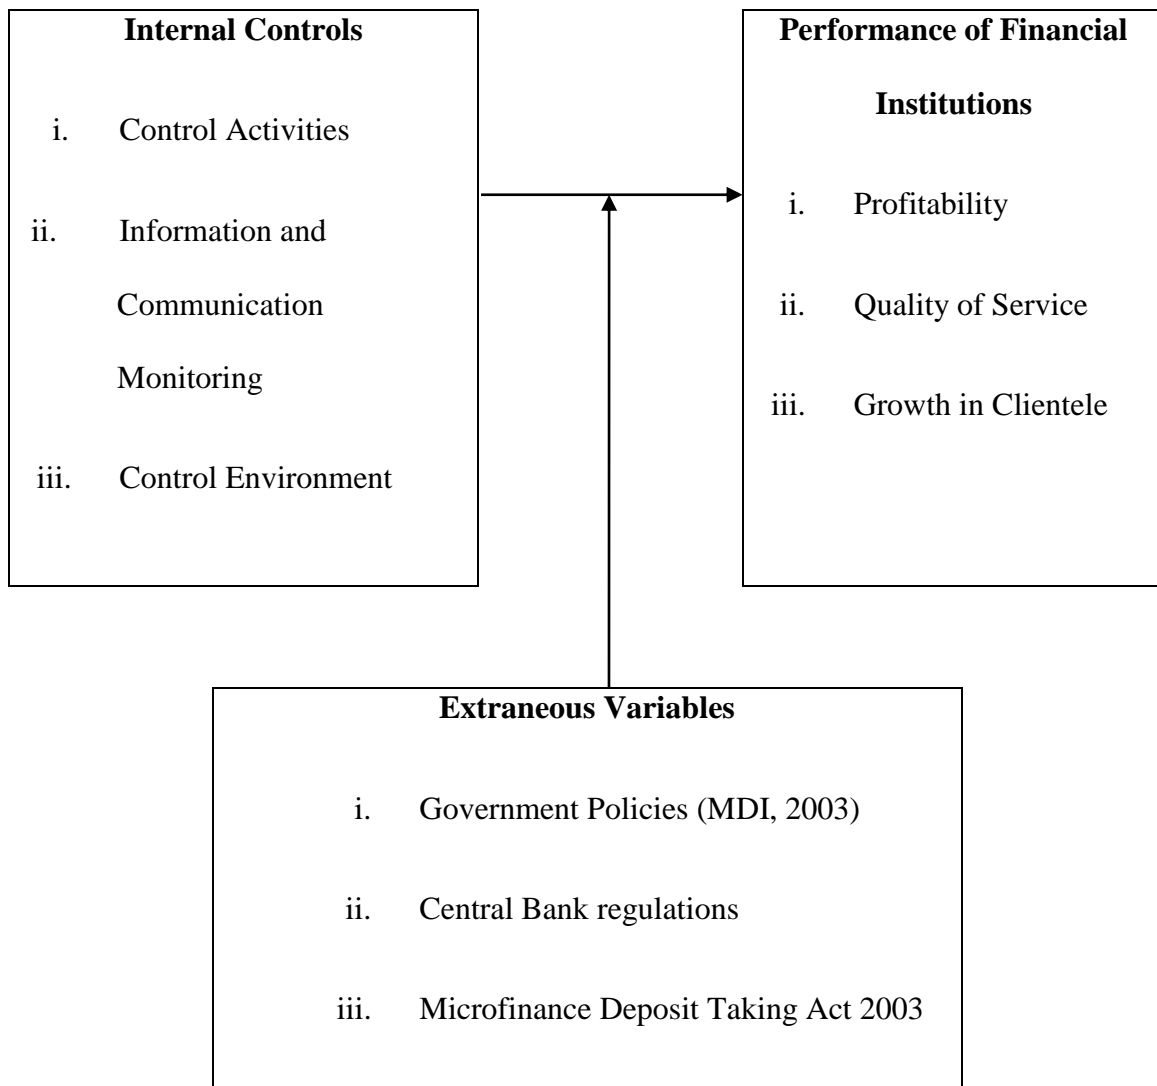 Internal Controls
i. Control Activities
ii. Information and
Communication
Monitoring
iii. Control Environment
Performance of Financial
Institutions
i. Profitability
ii. Quality of Service
iii. Growth in Clientele
Extraneous Variables
i. Government Policies (MDI, 2003)
ii. Central Bank regulations
iii. Microfinance Deposit Taking Act 2003